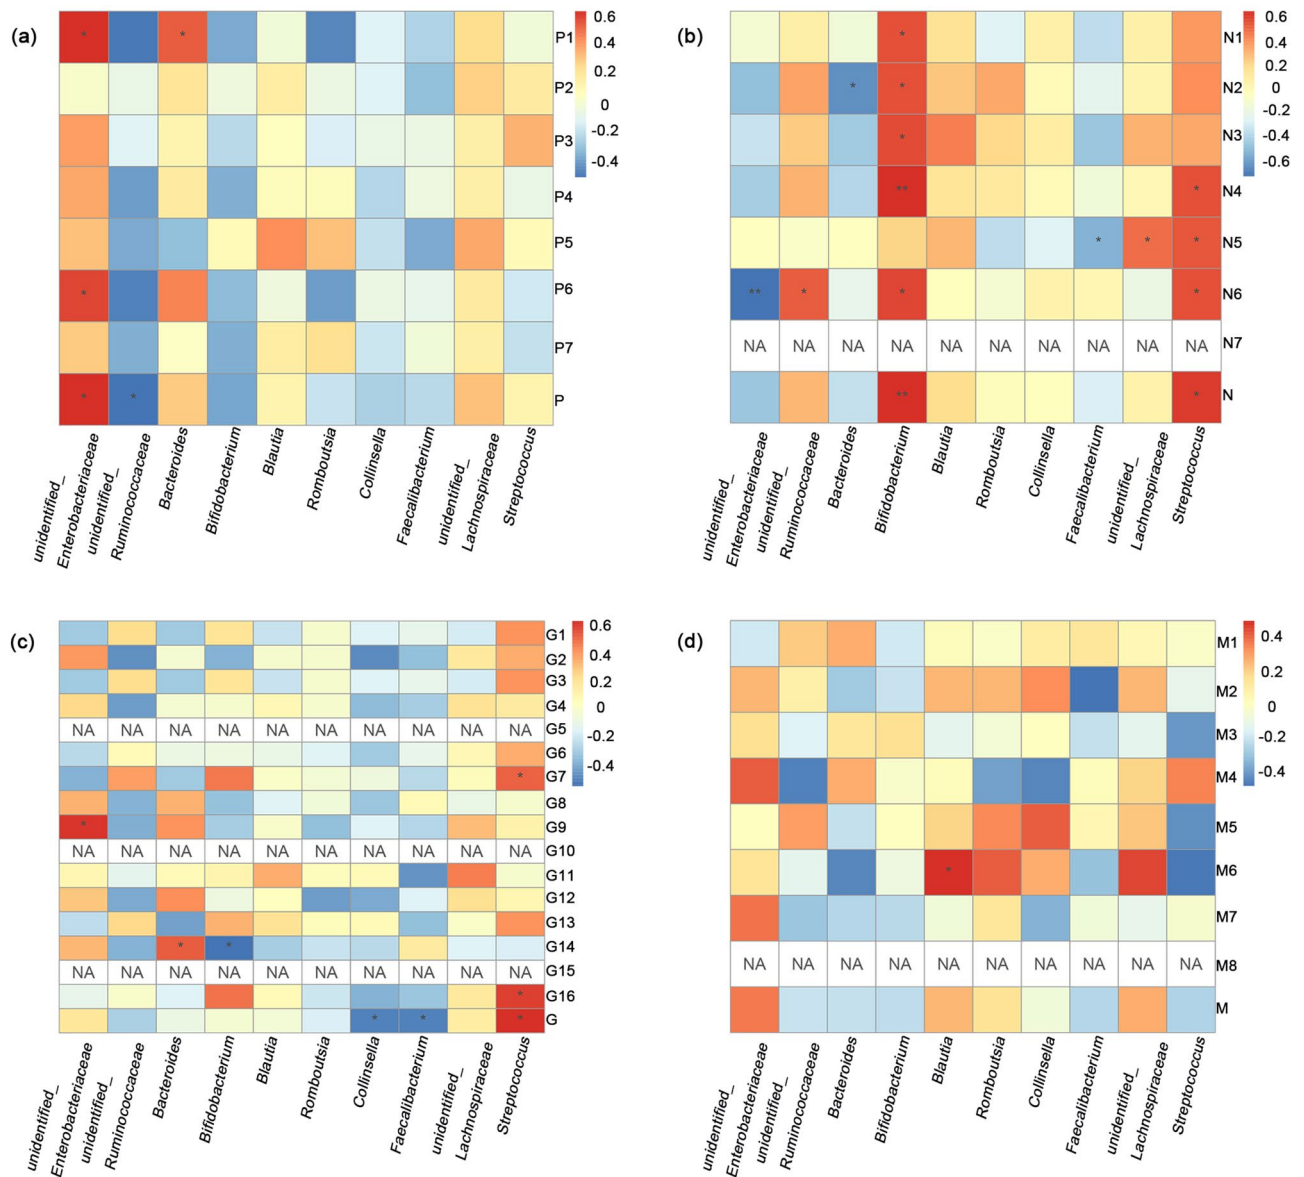 (a)
0.6
0.4
0.2
0
-0.2
-0.4
* * P1
P2
P3
P4
P5
* P6
P7
* * P
unidentified_
Enterobacteriaceae
unidentified_
Ruminococcaceae
Bacteroides
Bifidobacterium
Blautia
Romboutsia
Collinsella
Faecalibacterium
unidentified_
Lachnospiraceae
Streptococcus
(b)
0.6
0.4
0.2
0
-0.2
-0.4
-0.6
* N1
* * N2
* N3
** * N4
* * * N5
** * * * N6
NA NA NA NA NA NA NA NA NA NA N7
** * N
unidentified_
Enterobacteriaceae
unidentified_
Ruminococcaceae
Bacteroides
Bifidobacterium
Blautia
Romboutsia
Collinsella
Faecalibacterium
unidentified_
Lachnospiraceae
Streptococcus
(c)
0.6
0.4
0.2
0
-0.2
-0.4
G1
G2
G3
G4
NA NA NA NA NA NA NA NA NA NA G5
G6
* G7
G8
* G9
NA NA NA NA NA NA NA NA NA NA G10
G11
G12
G13
* * G14
NA NA NA NA NA NA NA NA NA NA G15
* G16
* * * G
unidentified_
Enterobacteriaceae
unidentified_
Ruminococcaceae
Bacteroides
Bifidobacterium
Blautia
Romboutsia
Collinsella
Faecalibacterium
unidentified_
Lachnospiraceae
Streptococcus
(d)
0.4
0.2
0
-0.2
-0.4
M1
M2
M3
M4
M5
* M6
M7
NA NA NA NA NA NA NA NA NA NA M8
M
unidentified_
Enterobacteriaceae
unidentified_
Ruminococcaceae
Bacteroides
Bifidobacterium
Blautia
Romboutsia
Collinsella
Faecalibacterium
unidentified_
Lachnospiraceae
Streptococcus